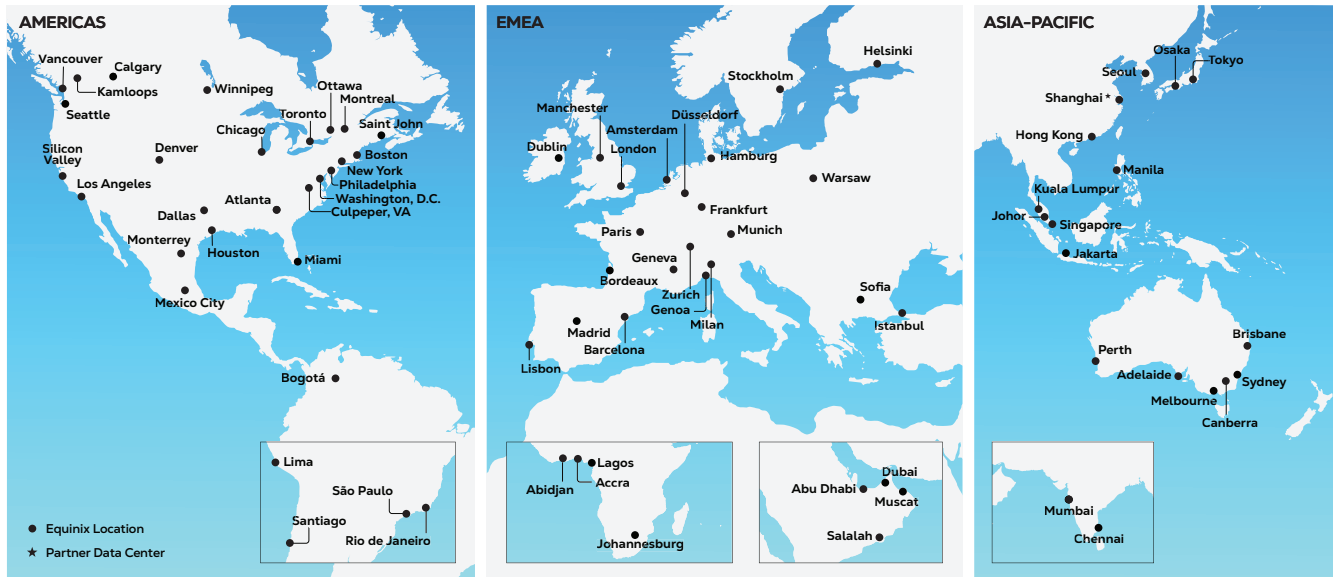 AMERICAS
Vancouver
Calgary
Kamloops
Seattle
Winnipeg
Ottawa
Montreal
Toronto
Saint John
Chicago
Silicon
Valley
Denver
Boston
New York
Philadelphia
Washington, D.C.
Culpeper, VA
Los Angeles
Atlanta
Dallas
Monterrey
Houston
Miami
Mexico City
Bogotá
Lima
São Paulo
Santiago
Rio de Janeiro
● Equinix Location
★ Partner Data Center
EMEA
Helsinki
Stockholm
Manchester
Düsseldorf
Amsterdam
Dublin
London
Hamburg
Warsaw
Frankfurt
Paris
Munich
Geneva
Bordeaux
Zurich
Genoa
Milan
Sofia
Istanbul
Madrid
Barcelona
Lisbon
Lagos
Abidjan
Accra
Johannesburg
Dubai
Abu Dhabi
Muscat
Salalah
ASIA-PACIFIC
Osaka
Tokyo
Seoul
Shanghai *
Hong Kong
Manila
Kuala Lumpur
Johor
Singapore
Jakarta
Brisbane
Perth
Adelaide
Sydney
Melbourne
Canberra
Mumbai
Chennai